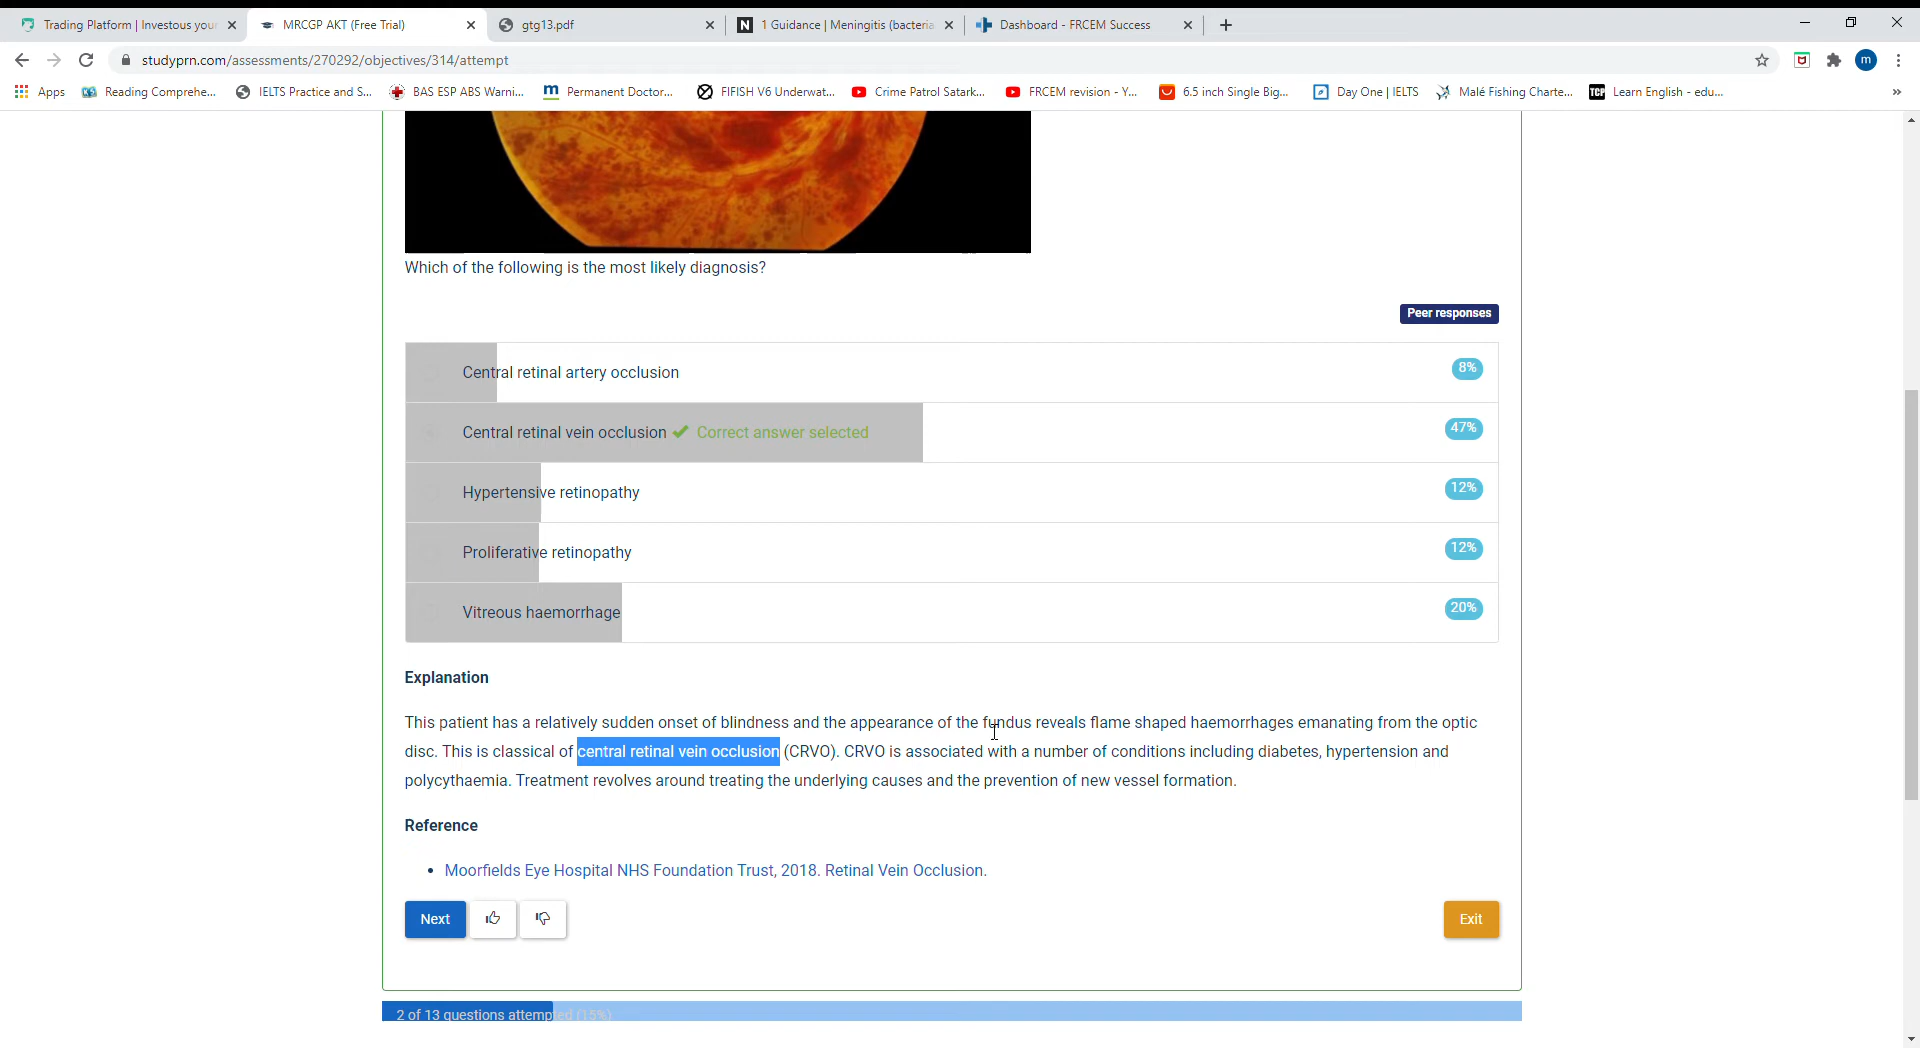 Trading Platform | Investous your
MRCGP AKT (Free Trial)
gtg13.pdf
1 Guidance | Meningitis (bacteria
Dashboard - FRCEM Success
studyprn.com/assessments/270292/objectives/314/attempt
m
Apps
Reading Comprehe...
IELTS Practice and S...
BAS ESP ABS Warni...
Permanent Doctor...
FIFISH V6 Underwat...
Crime Patrol Satark...
FRCEM revision - Y...
6.5 inch Single Big...
Day One | IELTS
Malé Fishing Charte...
TCP
Learn English - edu...
Which of the following is the most likely diagnosis?
Peer responses
Central retinal artery occlusion 8%
Central retinal vein occlusion Correct answer selected 47%
Hypertensive retinopathy 12%
Proliferative retinopathy 12%
Vitreous haemorrhage 20%
Explanation
This patient has a relatively sudden onset of blindness and the appearance of the fundus reveals flame shaped haemorrhages emanating from the optic
disc. This is classical of central retinal vein occlusion (CRVO). CRVO is associated with a number of conditions including diabetes, hypertension and
polycythaemia. Treatment revolves around treating the underlying causes and the prevention of new vessel formation.
Reference
• Moorfields Eye Hospital NHS Foundation Trust, 2018. Retinal Vein Occlusion.
Next
Exit
2 of 13 questions attempted (15%)